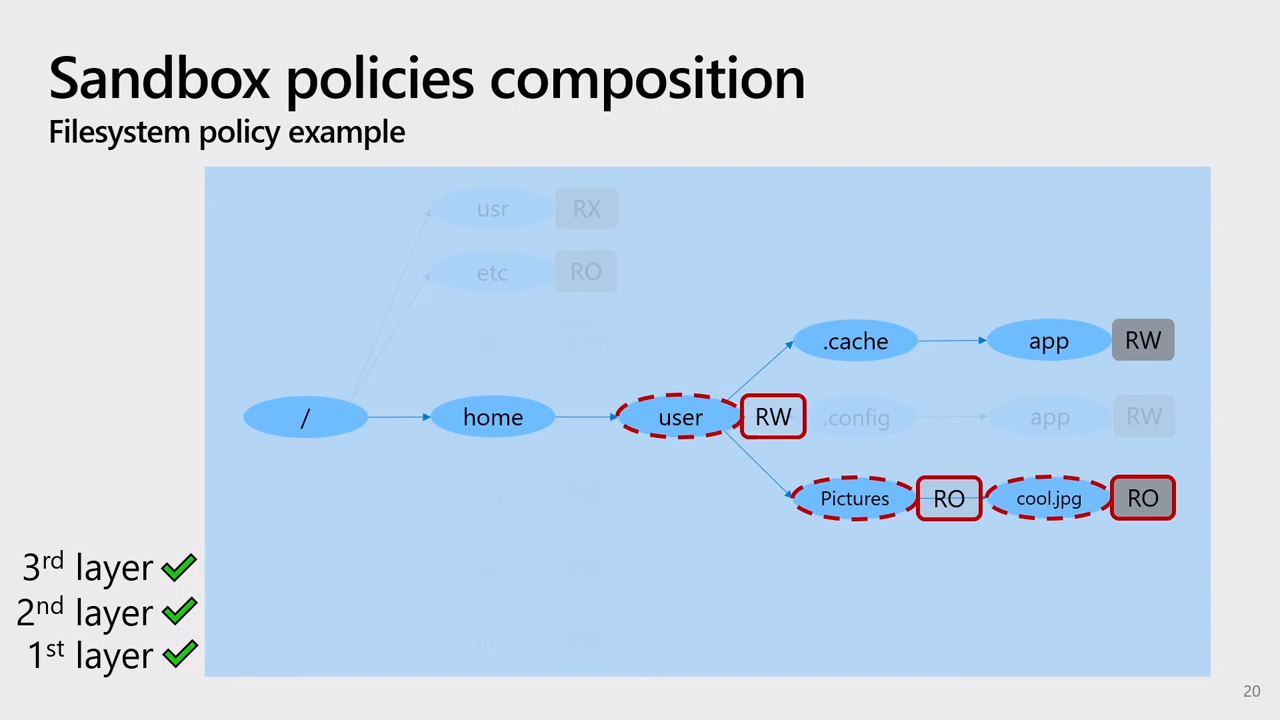 Sandbox policies composition
Filesystem policy example
usr RX
etc RO
.cache app RW
/ home user RW .config app RW
Pictures RO cool.jpg RO
3rd layer
2nd layer
1st layer
20